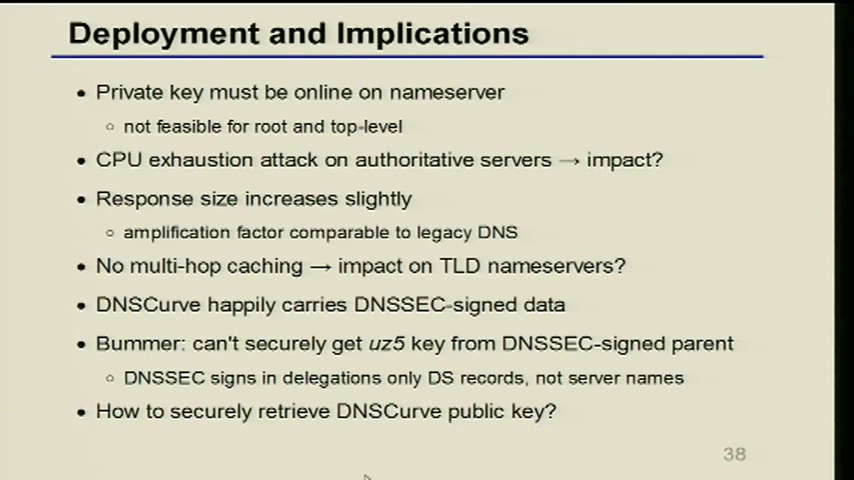 Deployment and Implications
• Private key must be online on nameserver
○ not feasible for root and top-level
• CPU exhaustion attack on authoritative servers → impact?
• Response size increases slightly
○ amplification factor comparable to legacy DNS
• No multi-hop caching → impact on TLD nameservers?
• DNSCurve happily carries DNSSEC-signed data
• Bummer: can't securely get uz5 key from DNSSEC-signed parent
○ DNSSEC signs in delegations only DS records, not server names
• How to securely retrieve DNSCurve public key?
38